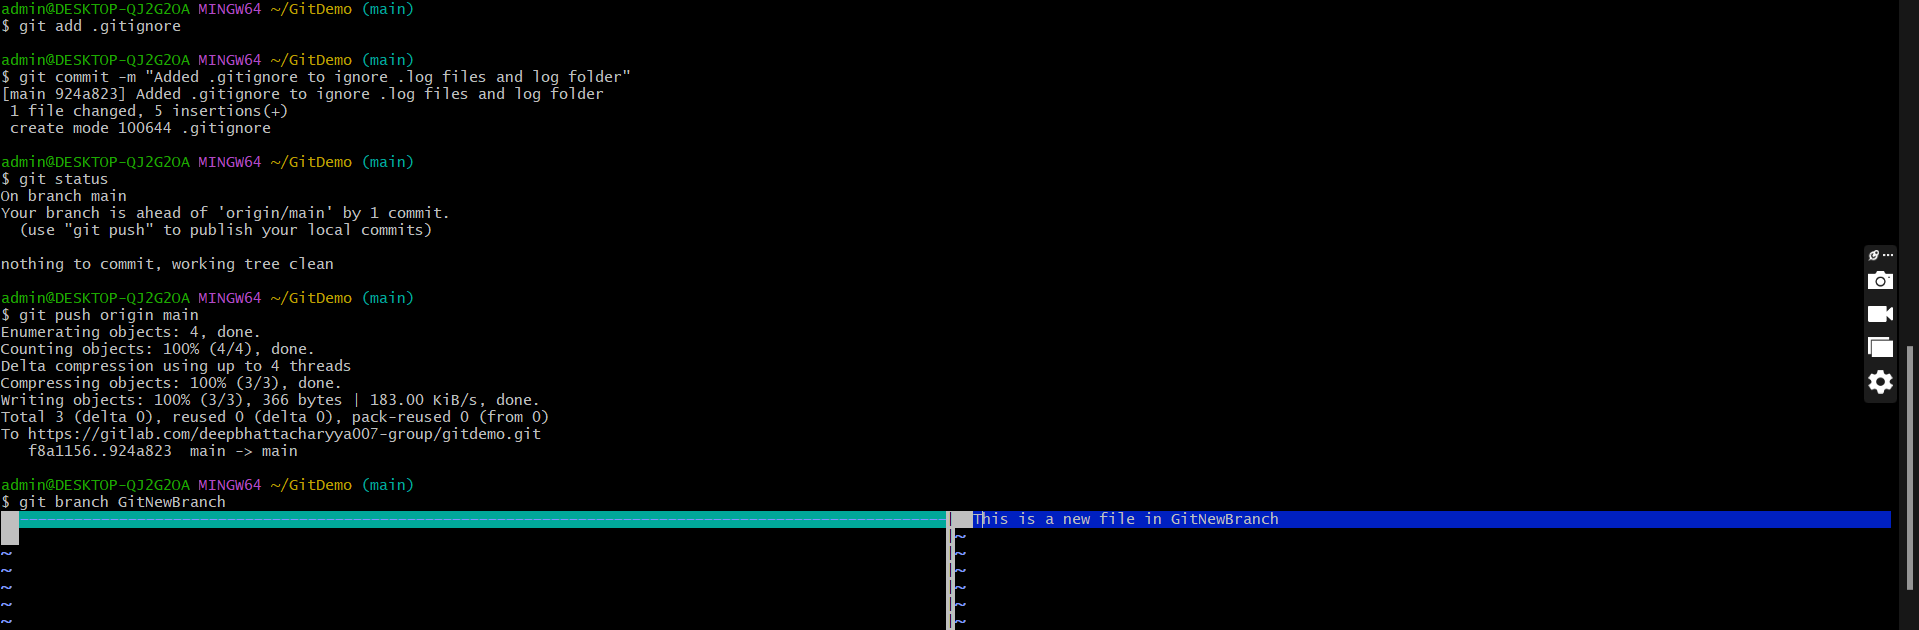 admin@DESKTOP-QJ2G2OA MINGW64 ~/GitDemo (main)
$ git add .gitignore
admin@DESKTOP-QJ2G2OA MINGW64 ~/GitDemo (main)
$ git commit -m "Added .gitignore to ignore .log files and log folder"
[main 924a823] Added .gitignore to ignore .log files and log folder
1 file changed, 5 insertions(+)
create mode 100644 .gitignore
admin@DESKTOP-QJ2G2OA MINGW64 ~/GitDemo (main)
$ git status
On branch main
Your branch is ahead of 'origin/main' by 1 commit.
(use "git push" to publish your local commits)
nothing to commit, working tree clean
admin@DESKTOP-QJ2G2OA MINGW64 ~/GitDemo (main)
$ git push origin main
Enumerating objects: 4, done.
Counting objects: 100% (4/4), done.
Delta compression using up to 4 threads
Compressing objects: 100% (3/3), done.
Writing objects: 100% (3/3), 366 bytes | 183.00 KiB/s, done.
Total 3 (delta 0), reused 0 (delta 0), pack-reused 0 (from 0)
To https://gitlab.com/deepbhattacharyya007-group/gitdemo.git
f8a1156..924a823 main -> main
admin@DESKTOP-QJ2G2OA MINGW64 ~/GitDemo (main)
$ git branch GitNewBranch
This is a new file in GitNewBranch
~ ~
~ ~
~ ~
~ ~
~ ~
~